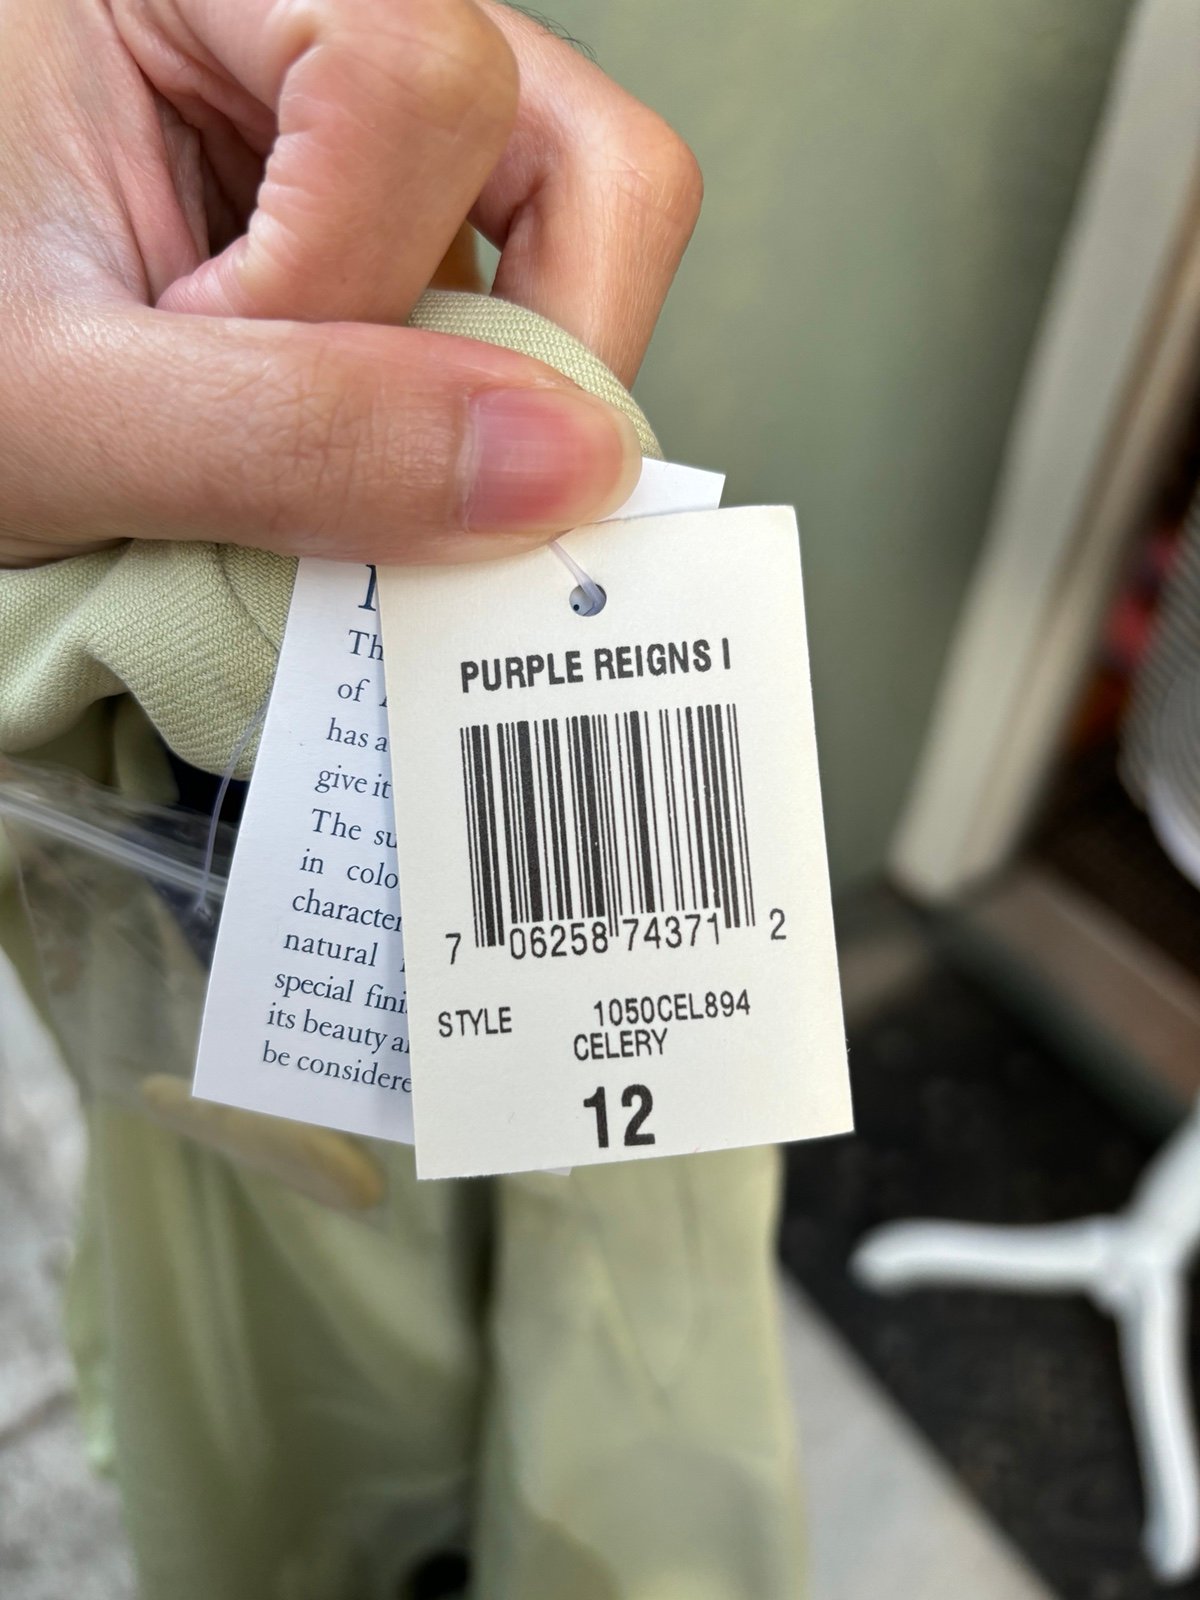 Th
of
has a
give it
The su
in colo
character
natural
special fini
its beauty a
be considere
PURPLE REIGNS I
7 06258 74371 2
STYLE 1050CEL894
CELERY
12